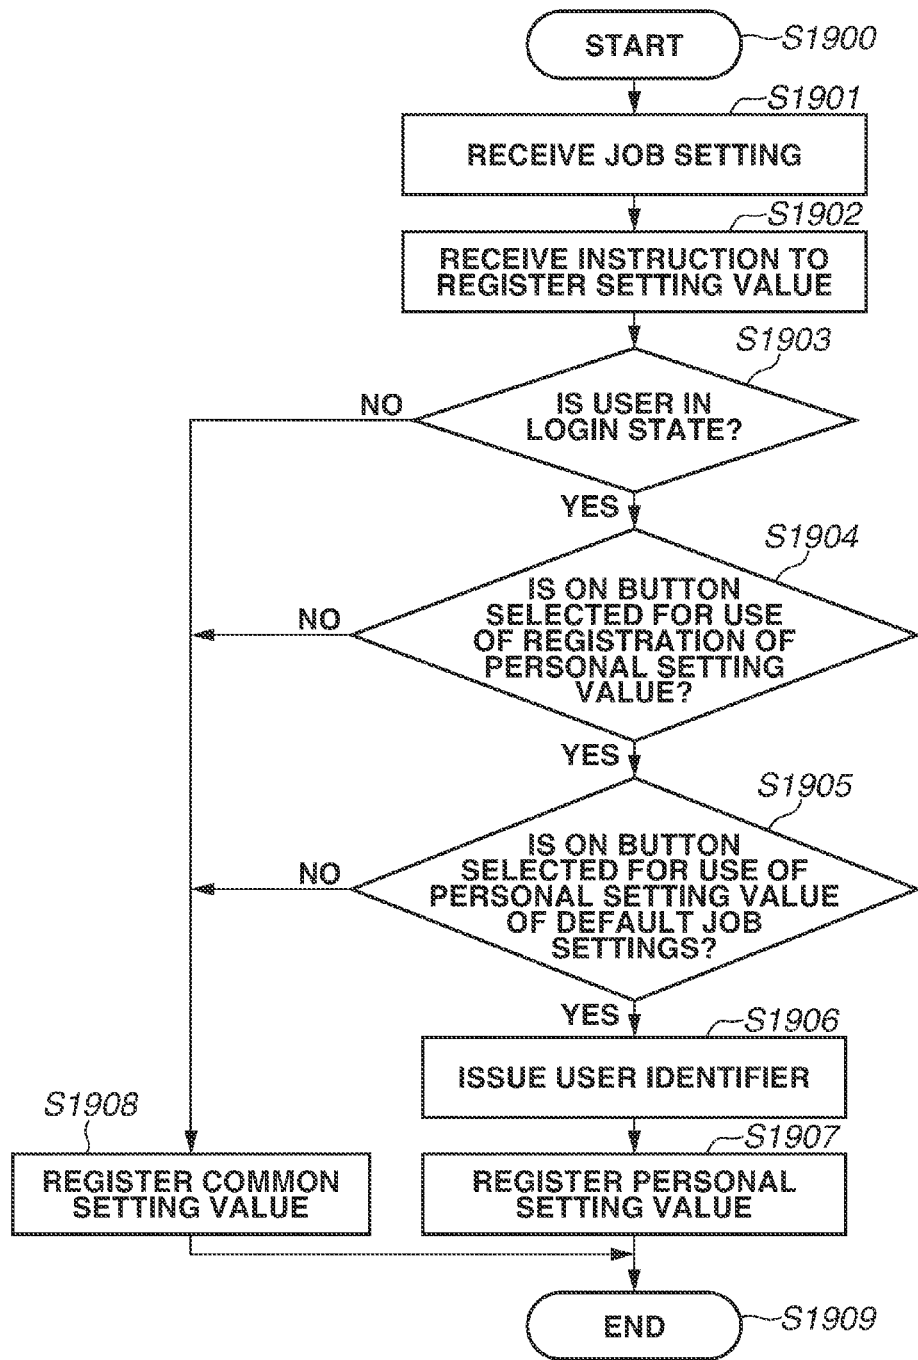 START
S1900
S1901
RECEIVE JOB SETTING
S1902
RECEIVE INSTRUCTION TO
REGISTER SETTING VALUE
S1903
NO
IS USER IN
LOGIN STATE?
YES
S1904
NO
IS ON BUTTON
SELECTED FOR USE
OF REGISTRATION OF
PERSONAL SETTING
VALUE?
YES
S1905
NO
IS ON BUTTON
SELECTED FOR USE OF
PERSONAL SETTING VALUE
OF DEFAULT JOB
SETTINGS?
YES
S1906
ISSUE USER IDENTIFIER
S1908
REGISTER COMMON
SETTING VALUE
S1907
REGISTER PERSONAL
SETTING VALUE
END
S1909